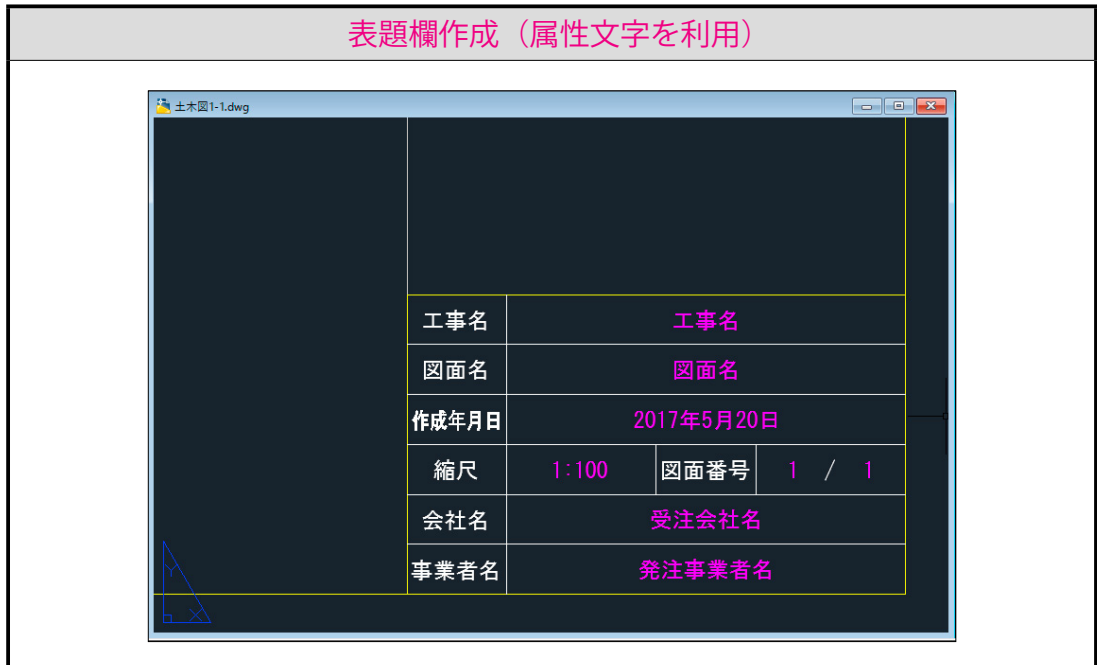 表題欄作成（属性文字を利用）
土木図1-1.dwg
工事名 工事名
図面名 図面名
作成年月日 2017年5月20日
縮尺 1:100 図面番号 1 / 1
会社名 受注会社名
事業者名 発注事業者名
Y
X